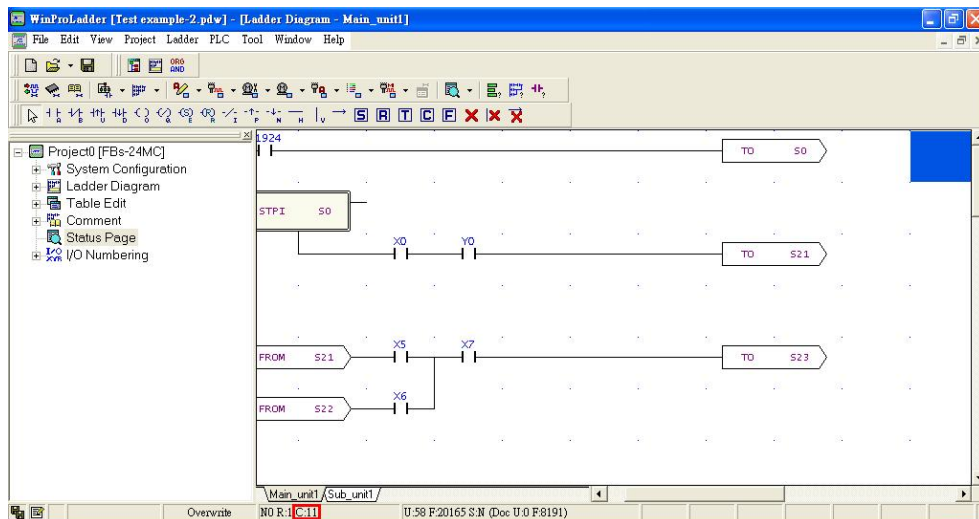 WinProLadder [Test example-2.pdw] - [Ladder Diagram - Main_unit1]
File Edit View Project Ladder PLC Tool Window Help
ORG
AND
S R T C F
Project0 [FBs-24MC]
System Configuration
Ladder Diagram
Table Edit
Comment
Status Page
I/O Numbering
1924
TO S0
STPI S0
X0 Y0
TO S21
FROM S21
X5 X7
TO S23
FROM S22
X6
Main_unit1 Sub_unit1
Overwrite N0 R:1 C:11 U:58 F:20165 S:N (Doc U:0 F:8191)